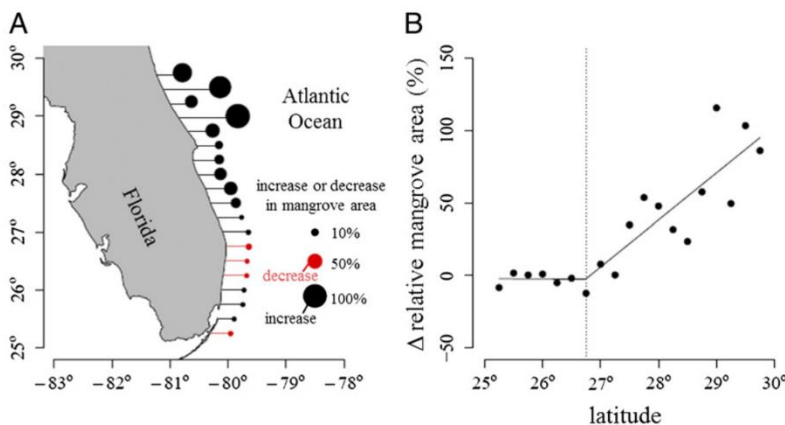 A
30°
29°
28°
27°
26°
25°
Florida
Atlantic
Ocean
increase or decrease
in mangrove area
10%
decrease
50%
100%
increase
−83° −82° −81° −80° −79° −78°
B
Δ relative mangrove area (%)
150
100
50
0
−50
25° 26° 27° 28° 29° 30°
latitude